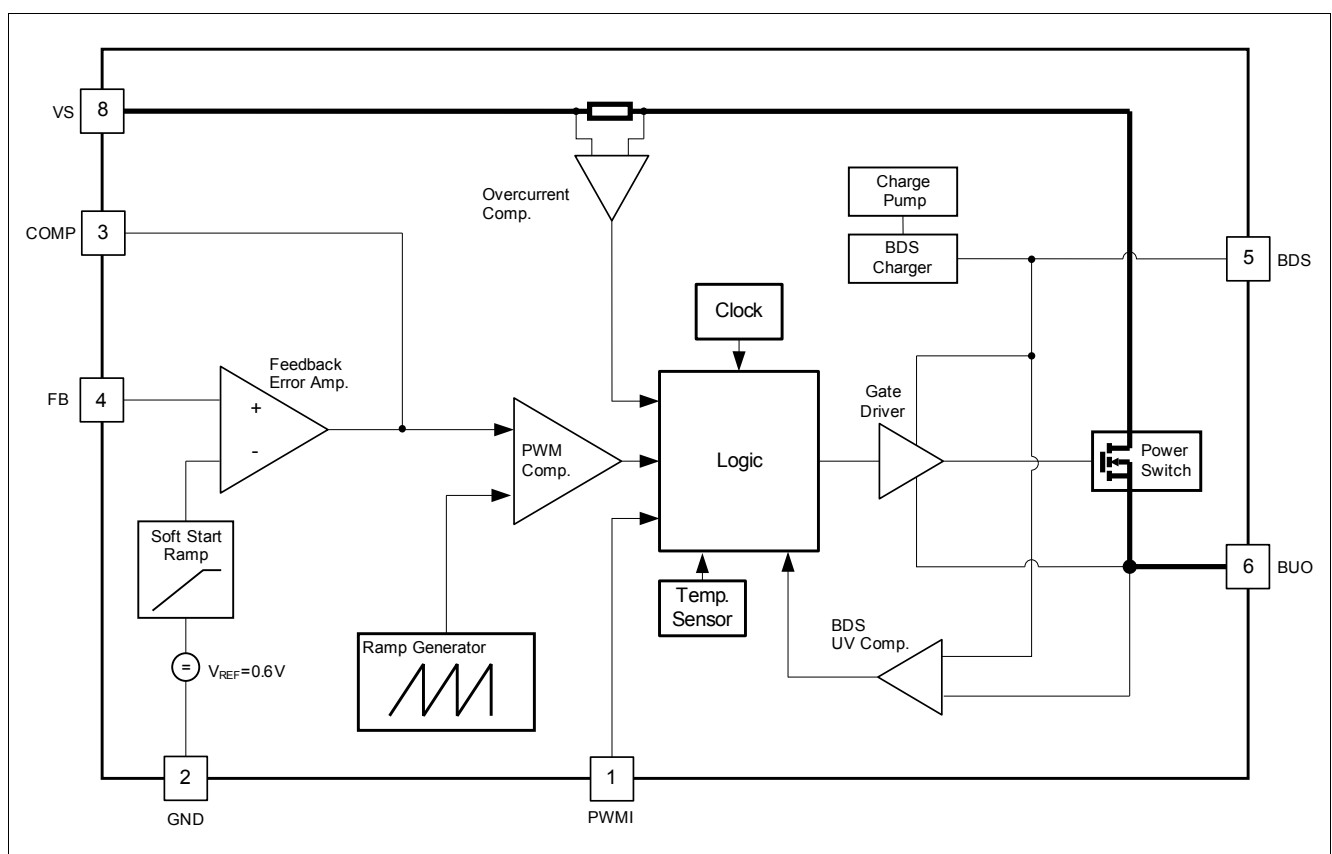 VS
8
Overcurrent
Comp.
Charge
Pump
COMP
3
BDS
Charger
5
BDS
Clock
Feedback
Error Amp.
FB
4
+
-
Gate
Driver
PWM
Comp.
Logic
Power
Switch
Soft Start
Ramp
6
BUO
Temp.
Sensor
BDS
UV Comp.
Ramp Generator
=
VREF=0.6V
2
GND
1
PWMI